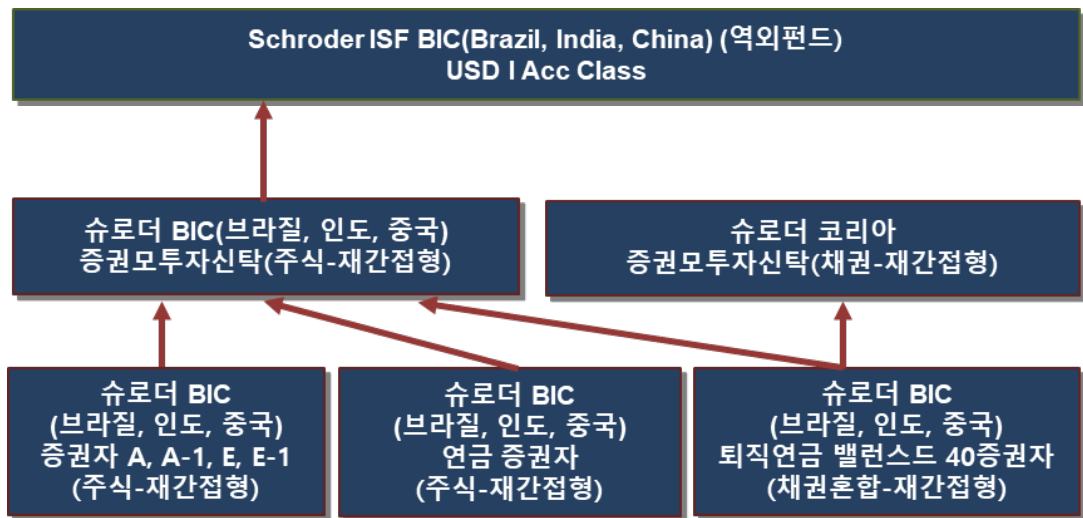 Schroder ISF BIC(Brazil, India, China) (역외펀드)
USD I Acc Class
슈로더 BIC(브라질, 인도, 중국)
증권모투자신탁(주식-재간접형)
슈로더 코리아
증권모투자신탁(채권-재간접형)
슈로더 BIC
(브라질, 인도, 중국)
증권자 A, A-1, E, E-1
(주식-재간접형)
슈로더 BIC
(브라질, 인도, 중국)
연금 증권자
(주식-재간접형)
슈로더 BIC
(브라질, 인도, 중국)
퇴직연금 밸런스드 40증권자
(채권혼합-재간접형)